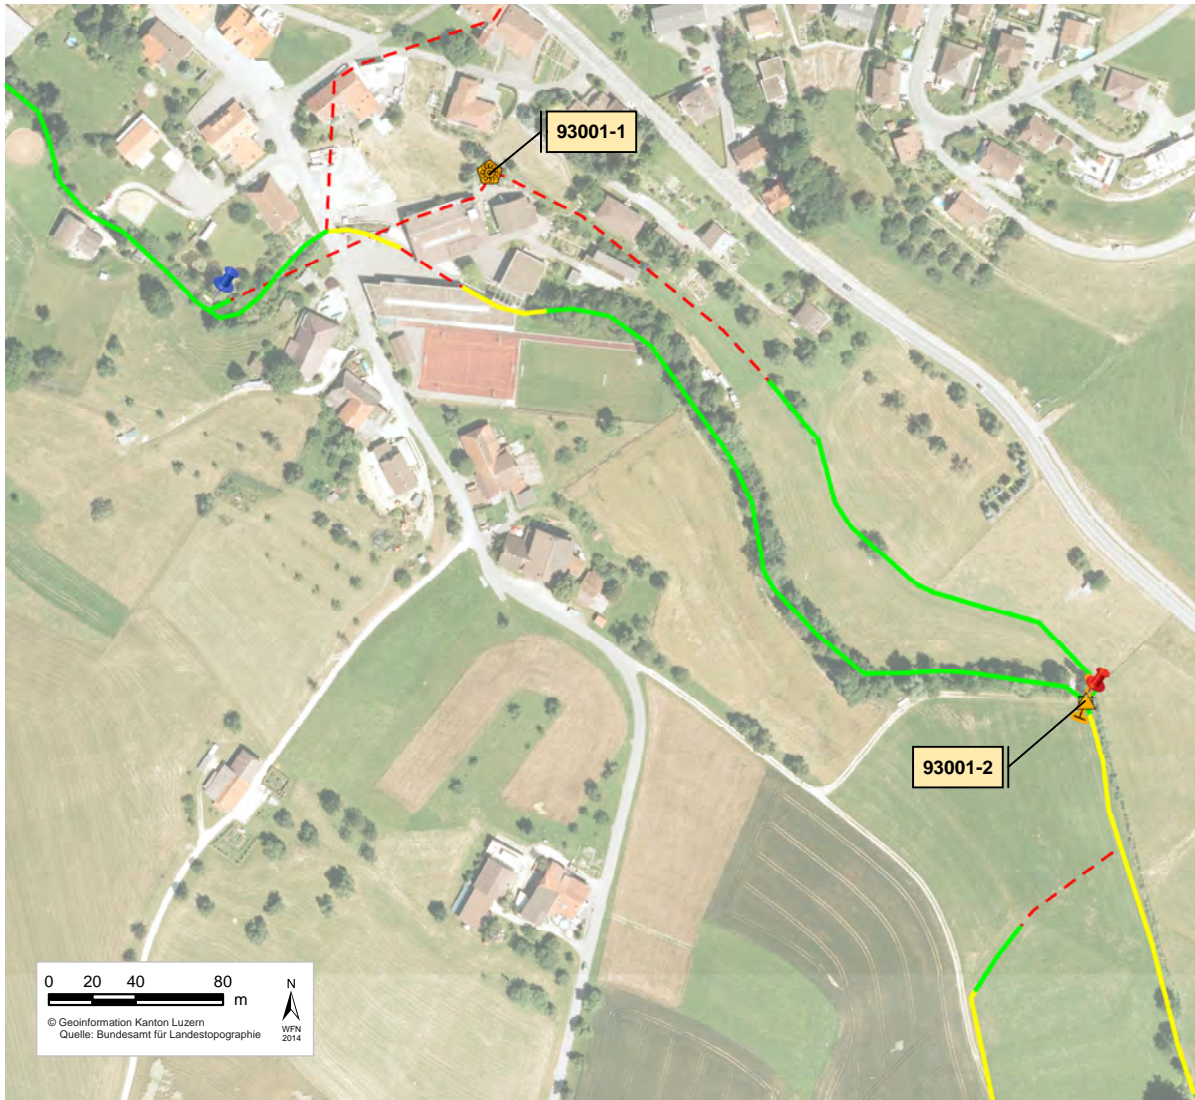 93001-1
93001-2
0 20 40 80
m
N
© Geoinformation Kanton Luzern
Quelle: Bundesamt für Landestopographie
WFN
2014